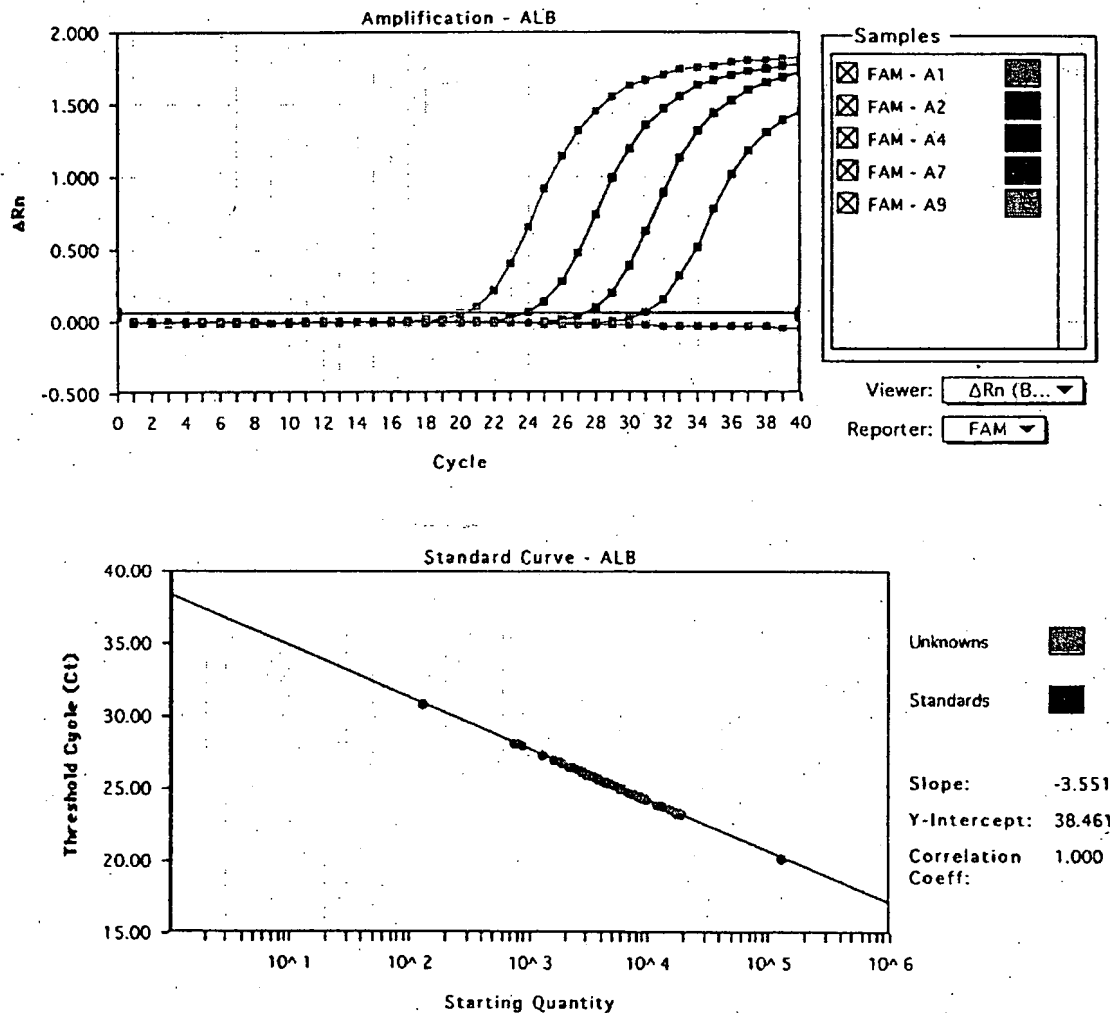 Amplification - ALB
2.000
1.500
1.000
0.500
0.000
-0.500
ΔRn
0 2 4 6 8 10 12 14 16 18 20 22 24 26 28 30 32 34 36 38 40
Cycle
Samples
FAM - A1
FAM - A2
FAM - A4
FAM - A7
FAM - A9
Viewer: ΔRn (B...
Reporter: FAM
Standard Curve - ALB
40.00
35.00
30.00
25.00
20.00
15.00
Threshold Cycle (Ct)
10^1 10^2 10^3 10^4 10^5 10^6
Starting Quantity
Unknowns
Standards
Slope: -3.551
Y-Intercept: 38.461
Correlation 1.000
Coeff: